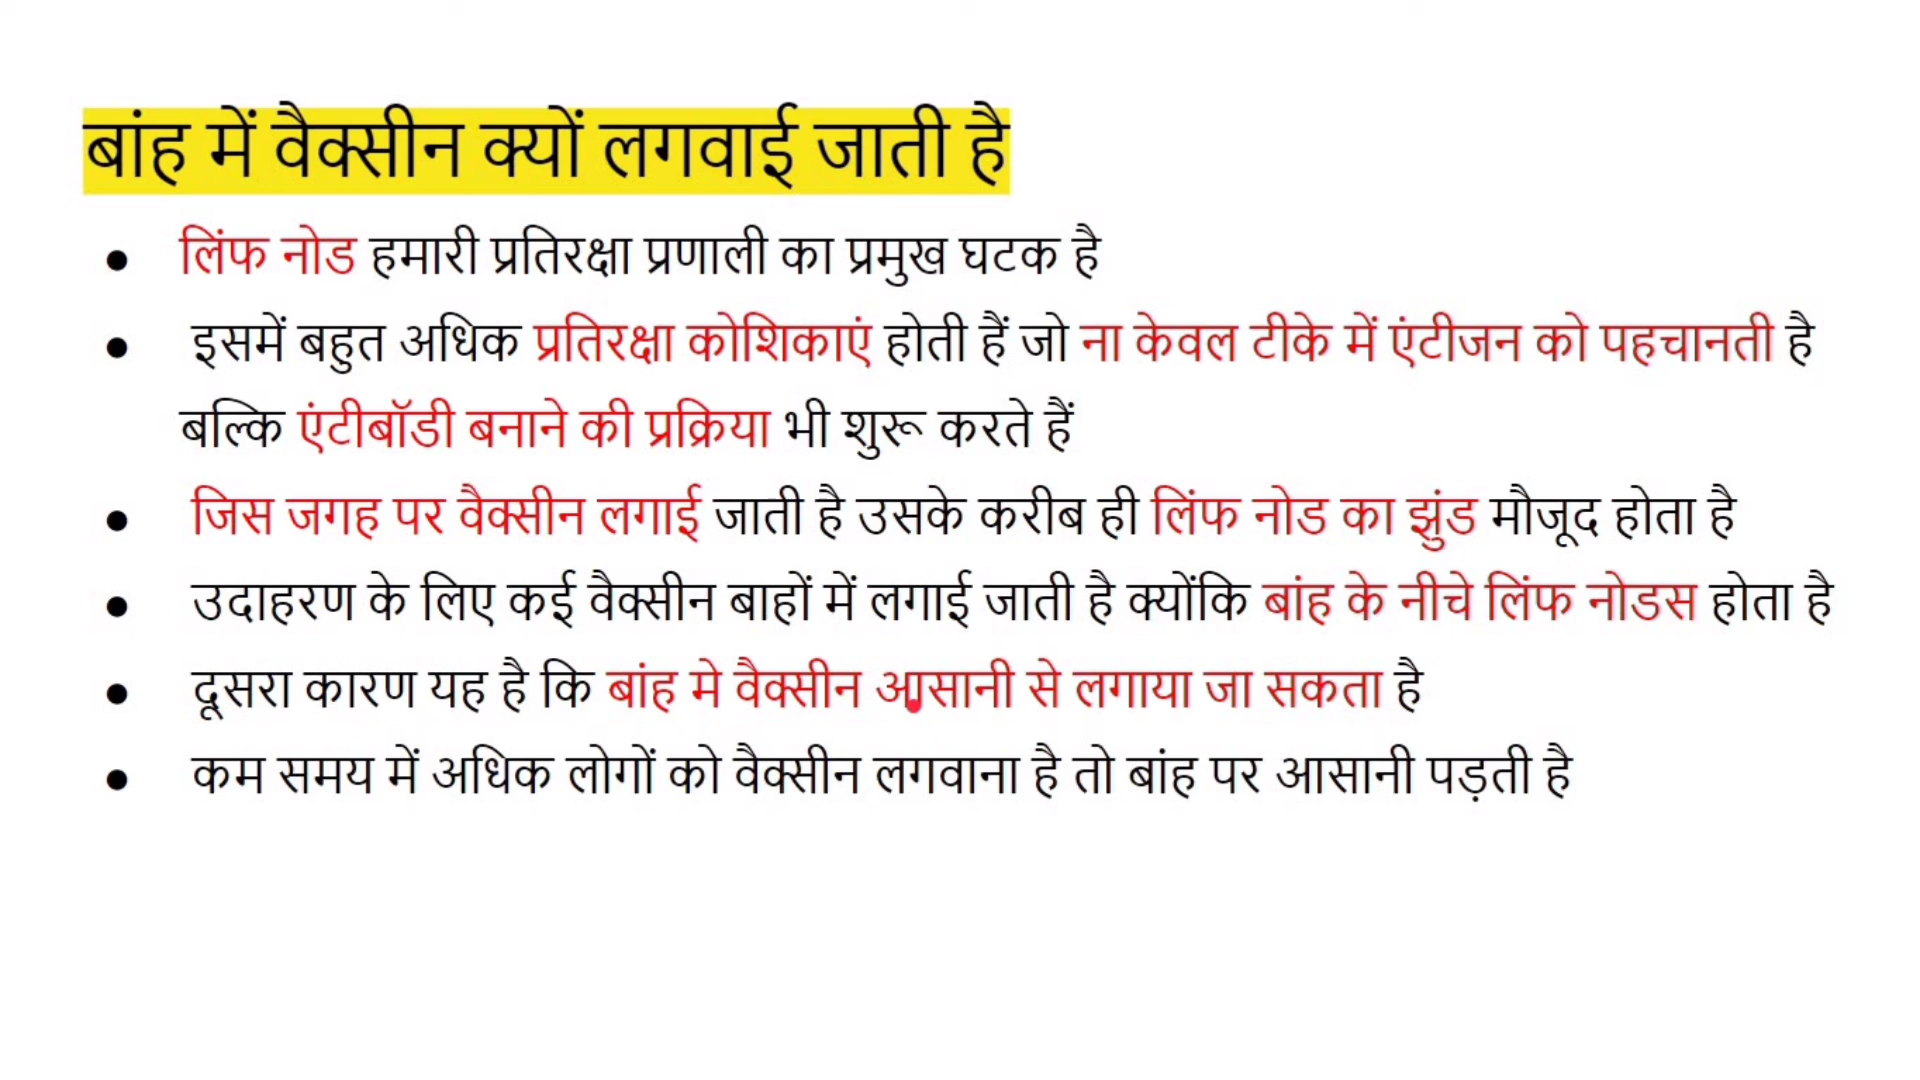 बांह में वैक्सीन क्यों लगवाई जाती है
● लिंफ नोड हमारी प्रतिरक्षा प्रणाली का प्रमुख घटक है
● इसमें बहुत अधिक प्रतिरक्षा कोशिकाएं होती हैं जो ना केवल टीके में एंटीजन को पहचानती है
बल्कि एंटीबॉडी बनाने की प्रक्रिया भी शुरू करते हैं
● जिस जगह पर वैक्सीन लगाई जाती है उसके करीब ही लिंफ नोड का झुंड मौजूद होता है
● उदाहरण के लिए कई वैक्सीन बाहों में लगाई जाती है क्योंकि बांह के नीचे लिंफ नोडस होता है
● दूसरा कारण यह है कि बांह मे वैक्सीन आसानी से लगाया जा सकता है
● कम समय में अधिक लोगों को वैक्सीन लगवाना है तो बांह पर आसानी पड़ती है